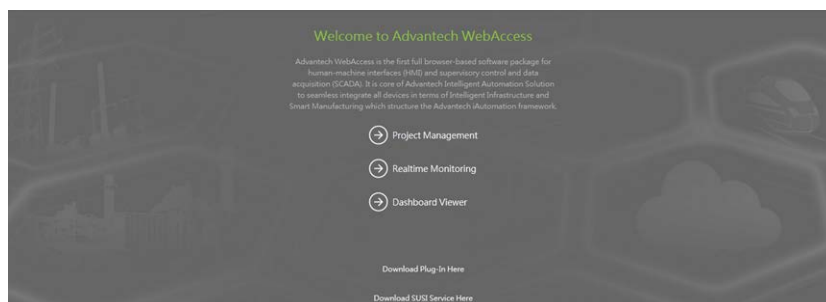 Welcome to Advantech WebAccess
Advantech WebAccess is the first full browser-based software package for
human-machine interfaces (HMI) and supervisory control and data
acquisition (SCADA). It is core of Advantech Intelligent Automation Solution
to seamless integrate all devices in terms of Intelligent Infrastructure and
Smart Manufacturing which structure the Advantech iAutomation framework.
Project Management
Realtime Monitoring
Dashboard Viewer
Download Plug-In Here
Download SUSI Service Here